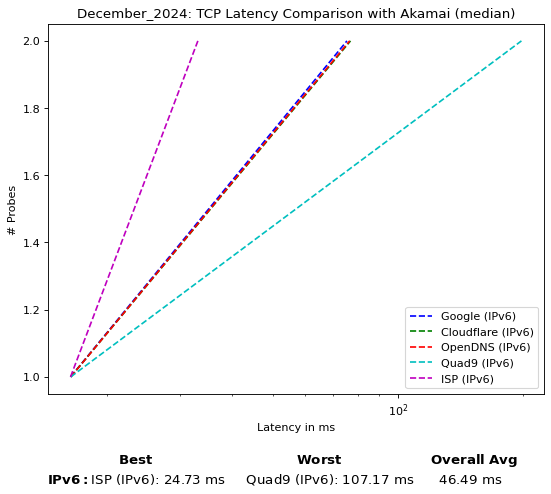 December_2024: TCP Latency Comparison with Akamai (median)
2.0
1.8
1.6
1.4
1.2
1.0
# Probes
Google (IPv6)
Cloudflare (IPv6)
OpenDNS (IPv6)
Quad9 (IPv6)
ISP (IPv6)
10²
Latency in ms
Best Worst Overall Avg
IPv6: ISP (IPv6): 24.73 ms Quad9 (IPv6): 107.17 ms 46.49 ms